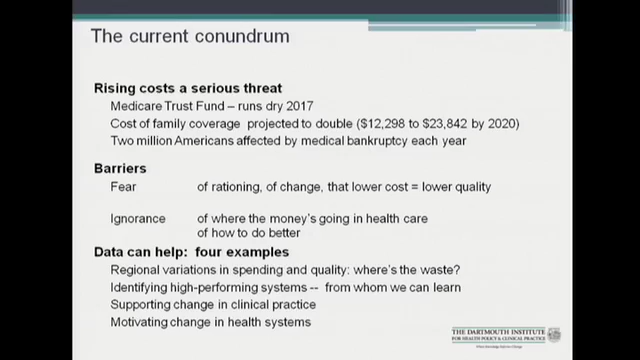 The current conundrum
Rising costs a serious threat
Medicare Trust Fund – runs dry 2017
Cost of family coverage projected to double ($12,298 to $23,842 by 2020)
Two million Americans affected by medical bankruptcy each year
Barriers
Fear of rationing, of change, that lower cost = lower quality
Ignorance of where the money's going in health care
of how to do better
Data can help: four examples
Regional variations in spending and quality: where's the waste?
Identifying high-performing systems -- from whom we can learn
Supporting change in clinical practice
Motivating change in health systems
THE DARTMOUTH INSTITUTE
FOR HEALTH POLICY & CLINICAL PRACTICE